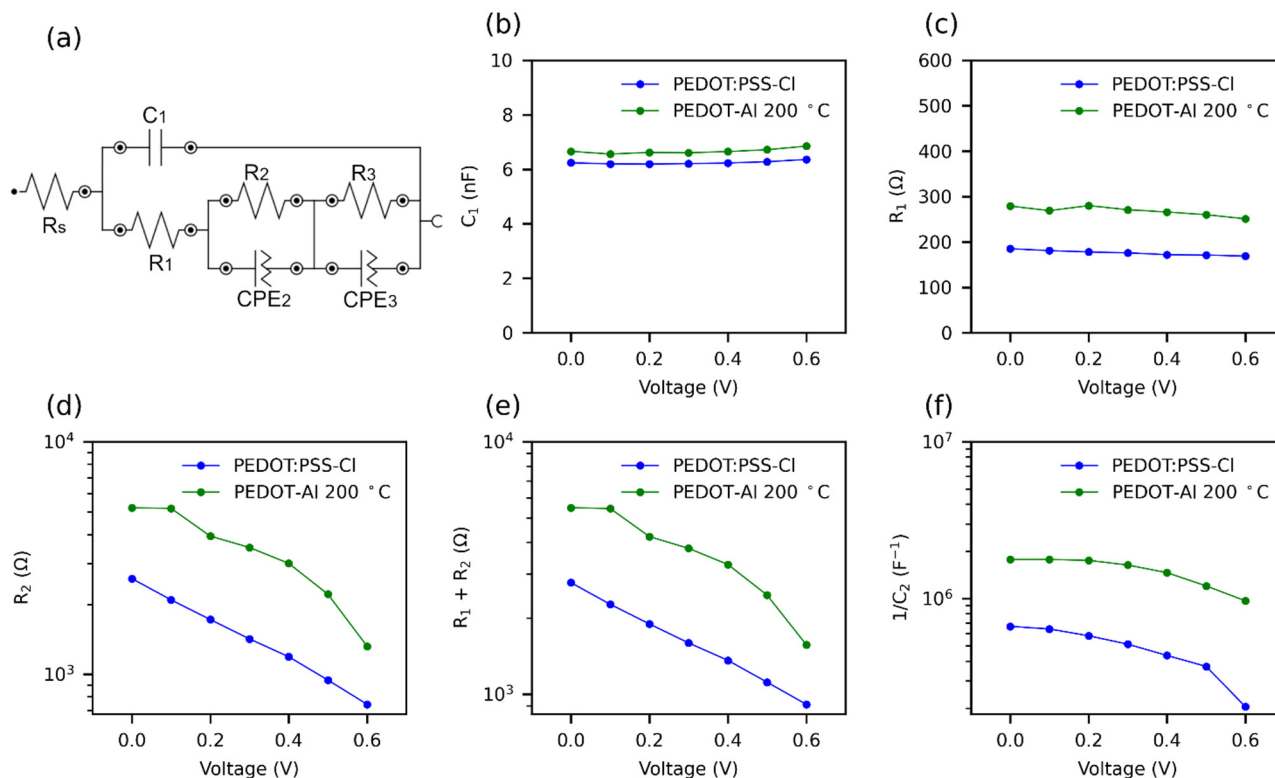 (a)
C1
R2
R3
Rs
R1
CPE2
CPE3
(b)
10
8
6
4
2
0
C1 (nF)
PEDOT:PSS-Cl
PEDOT-Al 200 °C
0.0 0.2 0.4 0.6
Voltage (V)
(c)
600
500
400
300
200
100
0
R1 (Ω)
PEDOT:PSS-Cl
PEDOT-Al 200 °C
0.0 0.2 0.4 0.6
Voltage (V)
(d)
10^4
10^3
R2 (Ω)
PEDOT:PSS-Cl
PEDOT-Al 200 °C
0.0 0.2 0.4 0.6
Voltage (V)
(e)
10^4
10^3
R1 + R2 (Ω)
PEDOT:PSS-Cl
PEDOT-Al 200 °C
0.0 0.2 0.4 0.6
Voltage (V)
(f)
10^7
10^6
1/C2 (F^−1)
PEDOT:PSS-Cl
PEDOT-Al 200 °C
0.0 0.2 0.4 0.6
Voltage (V)